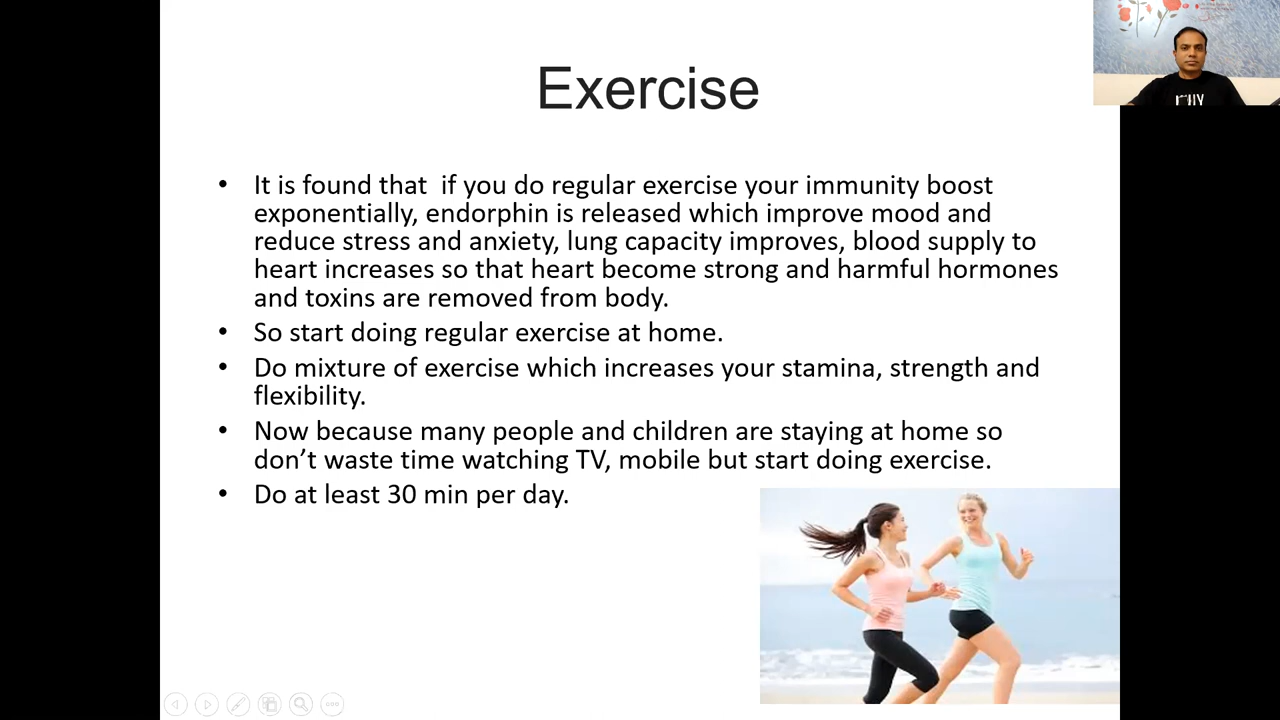 Exercise
• It is found that  if you do regular exercise your immunity boost
exponentially, endorphin is released which improve mood and
reduce stress and anxiety, lung capacity improves, blood supply to
heart increases so that heart become strong and harmful hormones
and toxins are removed from body.
• So start doing regular exercise at home.
• Do mixture of exercise which increases your stamina, strength and
flexibility.
• Now because many people and children are staying at home so
don’t waste time watching TV, mobile but start doing exercise.
• Do at least 30 min per day.